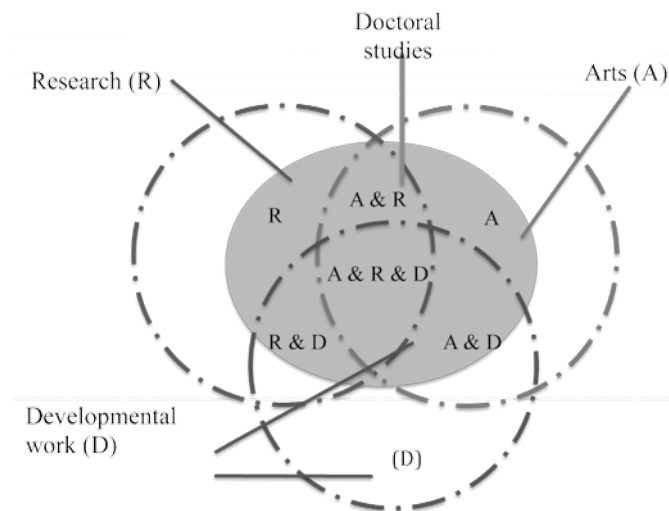 Doctoral
studies
Research (R)
Arts (A)
R
A & R
A
A & R & D
R & D
A & D
Developmental
work (D)
(D)